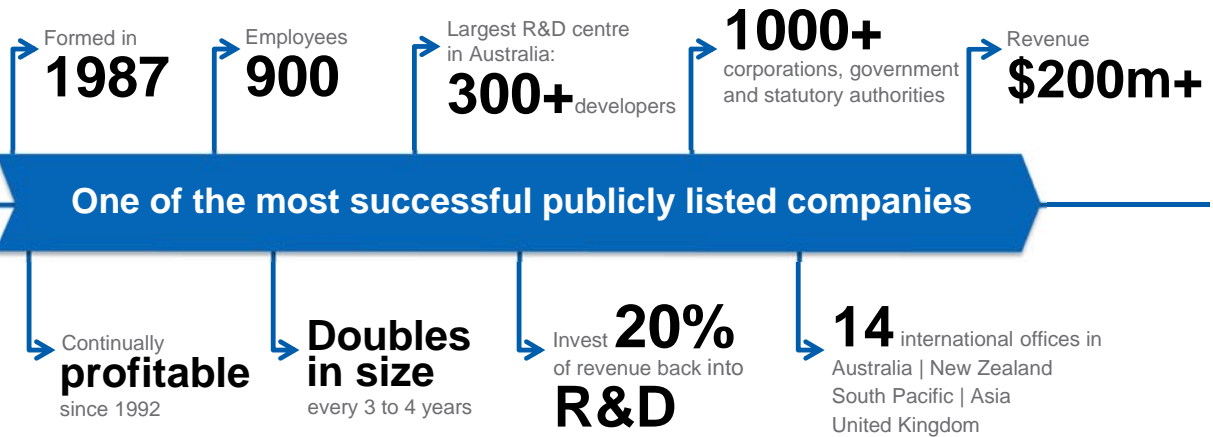 Formed in
1987
Employees
900
Largest R&D centre
in Australia:
300+ developers
1000+
corporations, government
and statutory authorities
Revenue
$200m+
One of the most successful publicly listed companies
Continually
profitable
since 1992
Doubles
in size
every 3 to 4 years
Invest 20%
of revenue back into
R&D
14 international offices in
Australia | New Zealand
South Pacific | Asia
United Kingdom